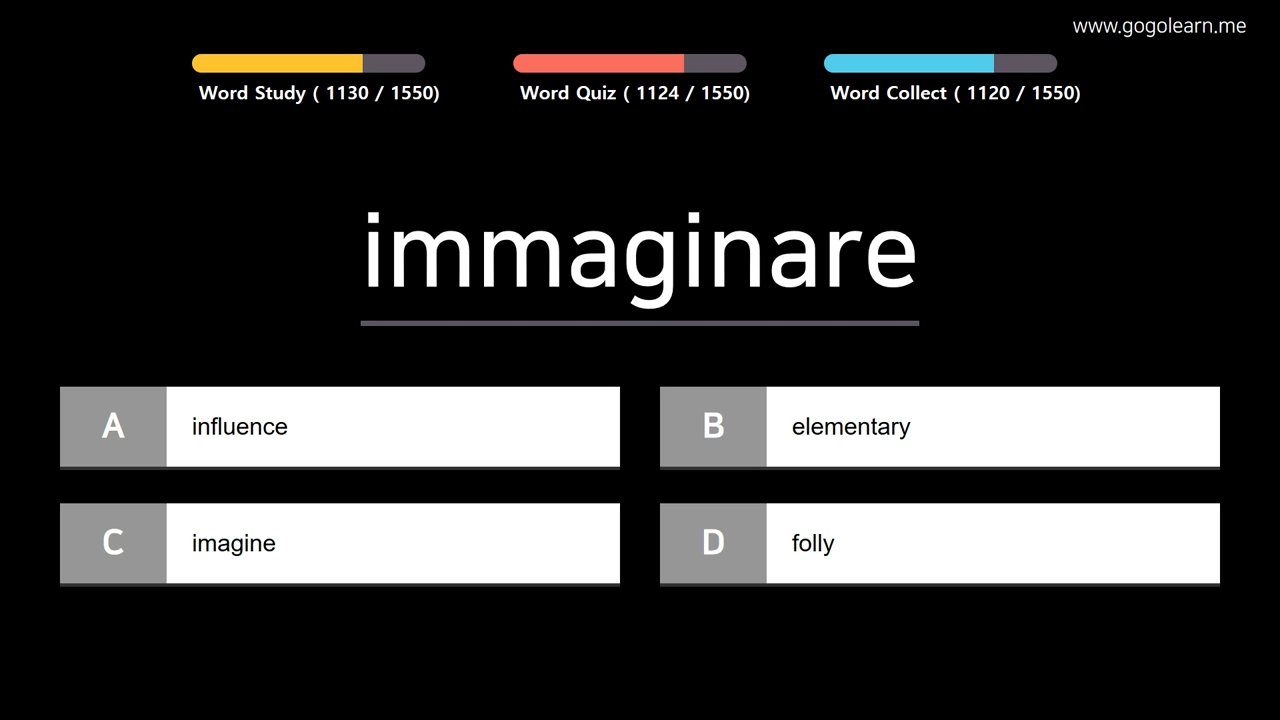 www.gogolearn.me
Word Study ( 1130 / 1550)
Word Quiz ( 1124 / 1550)
Word Collect ( 1120 / 1550)
immaginare
A influence
B elementary
C imagine
D folly